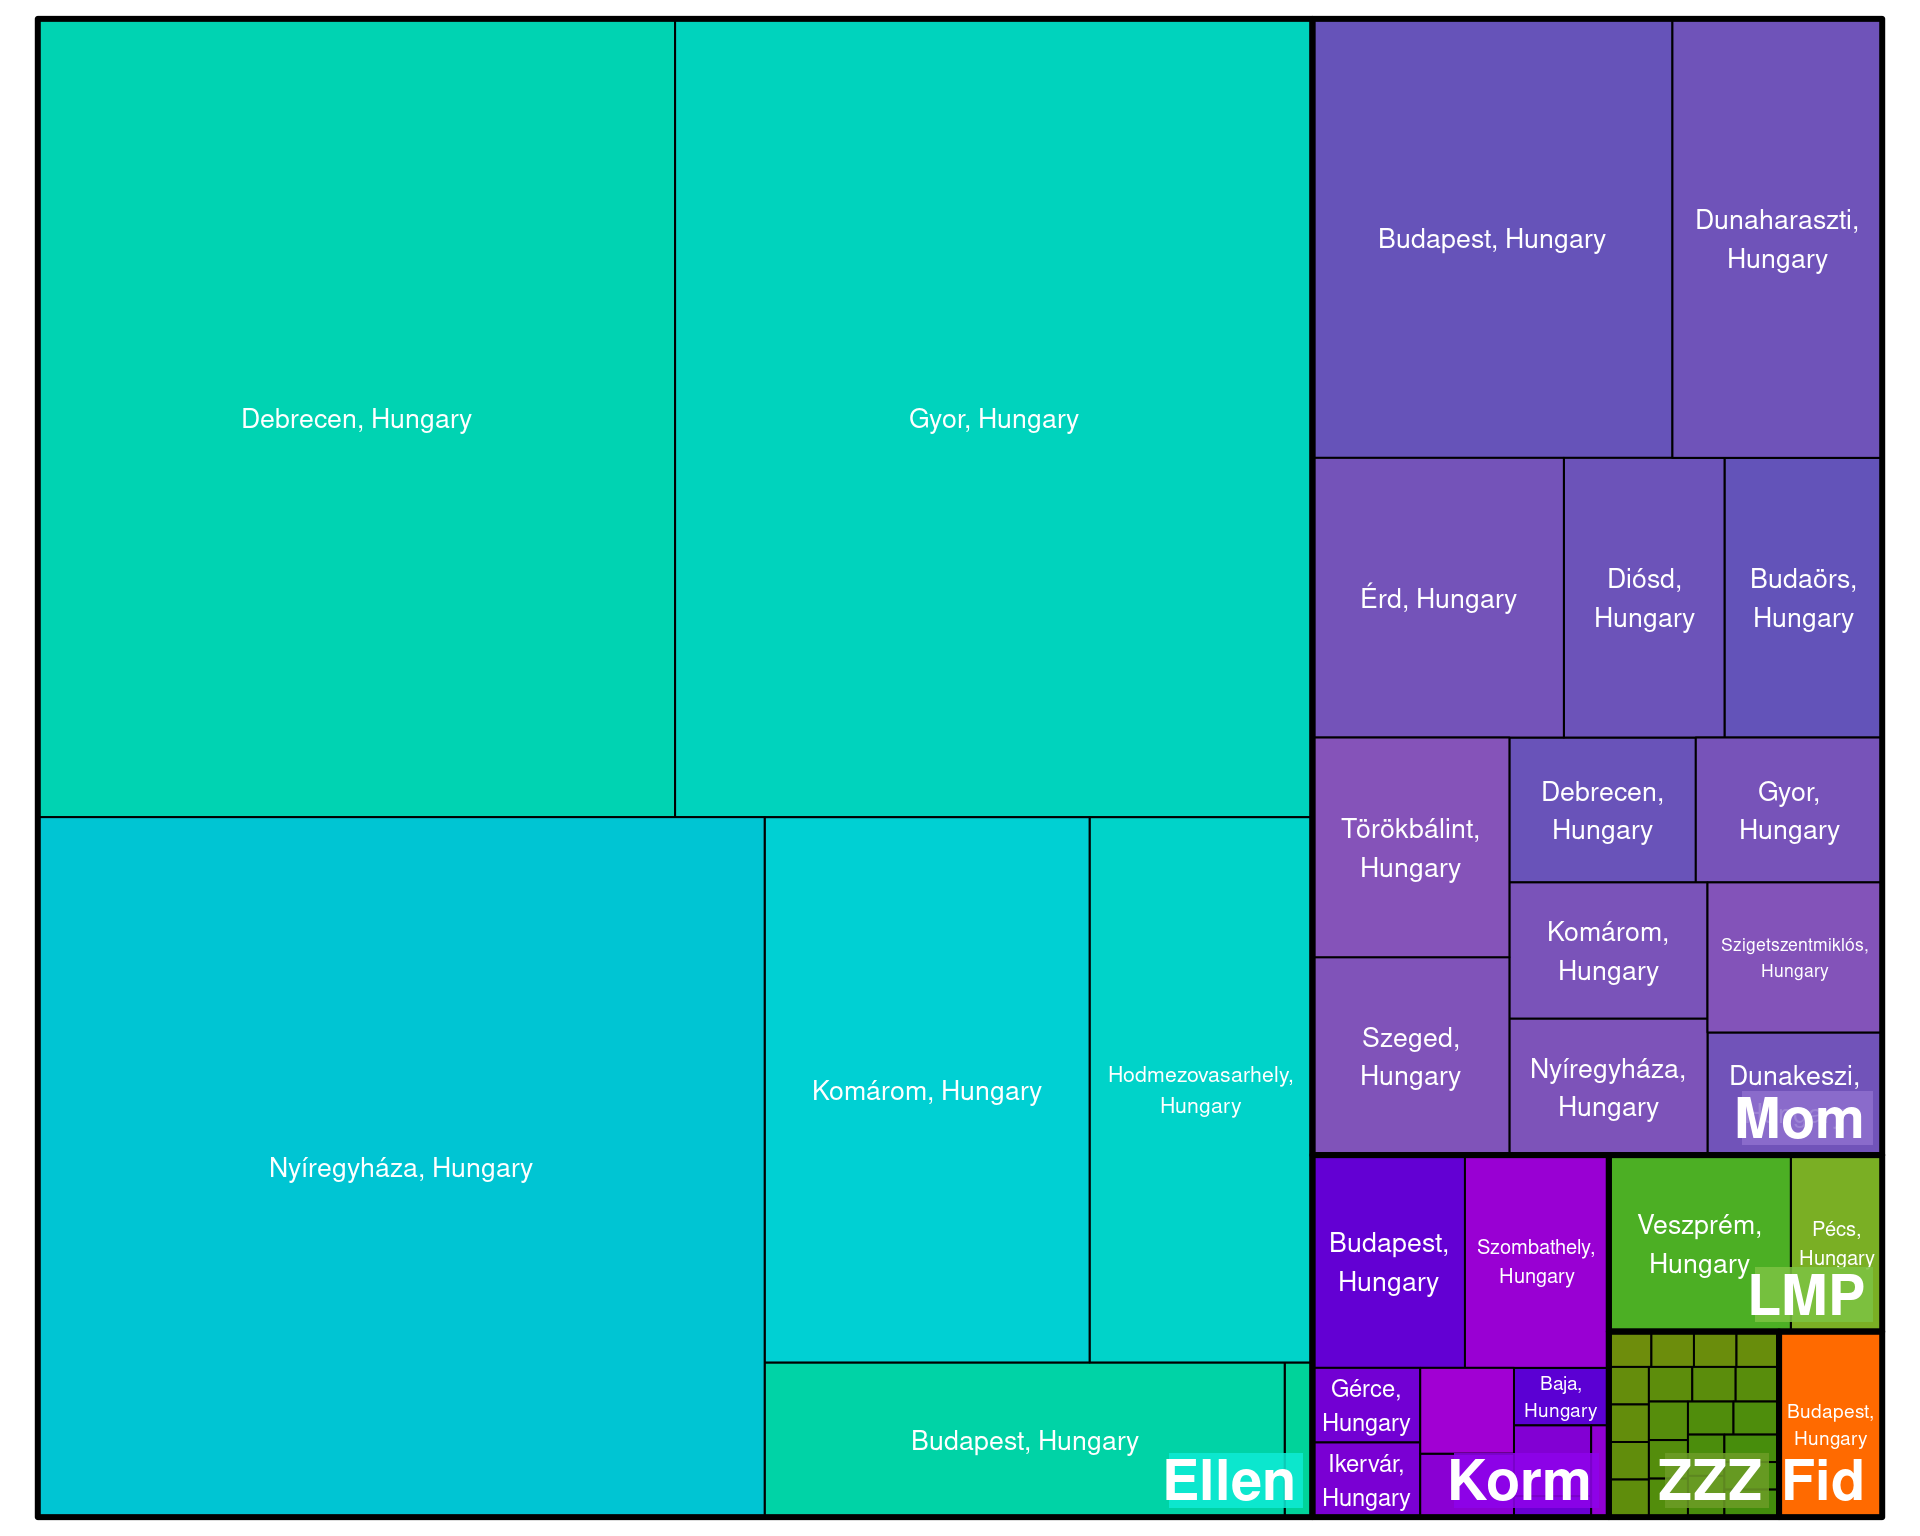 Debrecen, Hungary
Gyor, Hungary
Nyíregyháza, Hungary
Komárom, Hungary
Hodmezovasarhely,
Hungary
Budapest, Hungary
Ellen
Budapest, Hungary
Dunaharaszti,
Hungary
Érd, Hungary
Diósd,
Hungary
Budaörs,
Hungary
Törökbálint,
Hungary
Debrecen,
Hungary
Gyor,
Hungary
Szeged,
Hungary
Komárom,
Hungary
Szigetszentmiklós,
Hungary
Nyíregyháza,
Hungary
Dunakeszi,
Mom
Budapest,
Hungary
Szombathely,
Hungary
Gérce,
Hungary
Baja,
Hungary
Ikervár,
Hungary
Korm
Veszprém,
Hungary
Pécs,
Hungary
LMP
ZZZ
Budapest,
Hungary
Fid